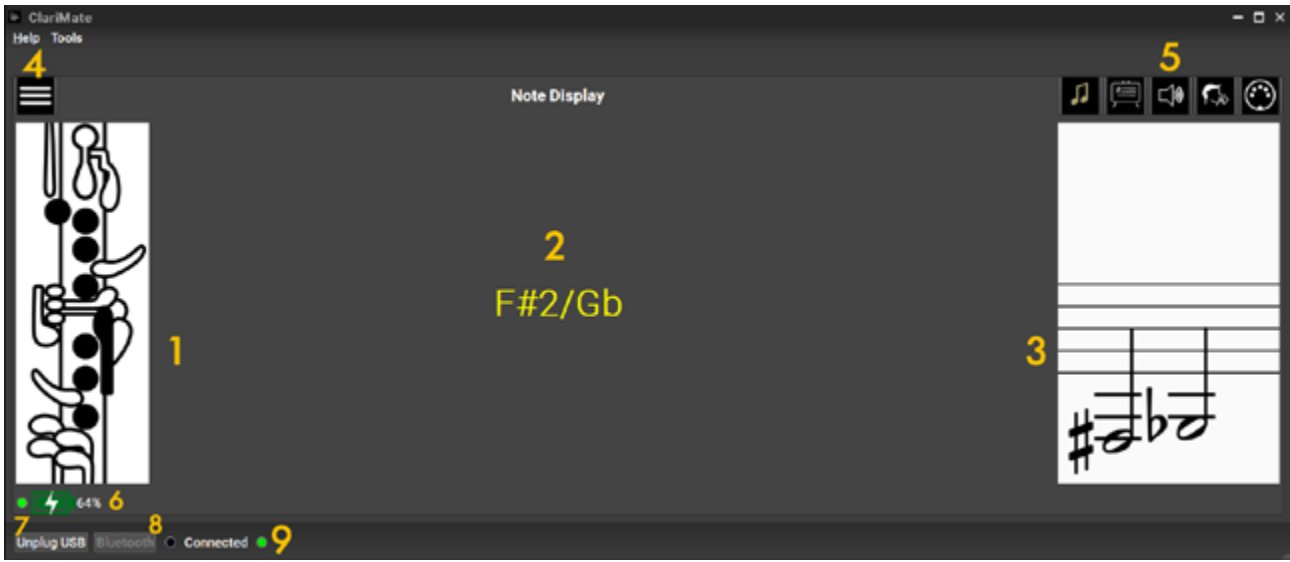 ClariMate
Help Tools
4
5
Note Display
2
F#2/Gb
1
3
64% 6
7
8
Unplug USB Bluetooth Connected 9